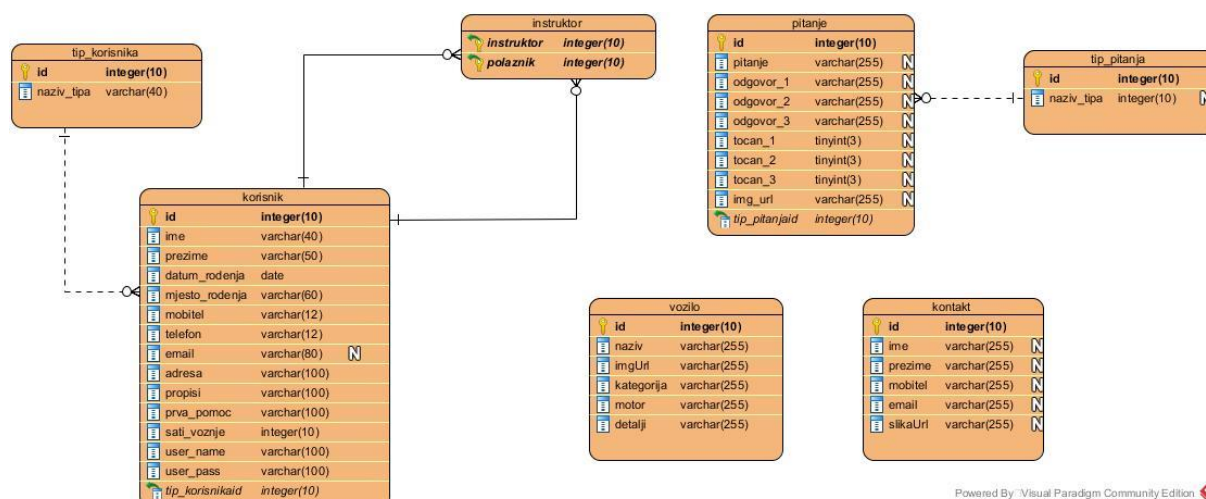 tip_korisnika
id integer(10)
naziv_tipa varchar(40)
instruktor
instruktor integer(10)
polaznik integer(10)
pitanje
id integer(10)
pitanje varchar(255) N
odgovor_1 varchar(255) N
odgovor_2 varchar(255) N
odgovor_3 varchar(255) N
tocan_1 tinyint(3) N
tocan_2 tinyint(3) N
tocan_3 tinyint(3) N
img_url varchar(255) N
tip_pitanjaid integer(10)
tip_pitanja
id integer(10)
naziv_tipa integer(10) N
korisnik
id integer(10)
ime varchar(40)
prezime varchar(50)
datum_rodenja date
mjesto_rodenja varchar(60)
mobitel varchar(12)
telefon varchar(12)
email varchar(80) N
adresa varchar(100)
propisi varchar(100)
prva_pomoc varchar(100)
sati_voznje integer(10)
user_name varchar(100)
user_pass varchar(100)
tip_korisnikaid integer(10)
vozilo
id integer(10)
naziv varchar(255)
imgUrl varchar(255)
kategorija varchar(255)
motor varchar(255)
detalji varchar(255)
kontakt
id integer(10)
ime varchar(255) N
prezime varchar(255) N
mobitel varchar(255) N
email varchar(255) N
slikaUrl varchar(255) N
Powered By Visual Paradigm Community Edition